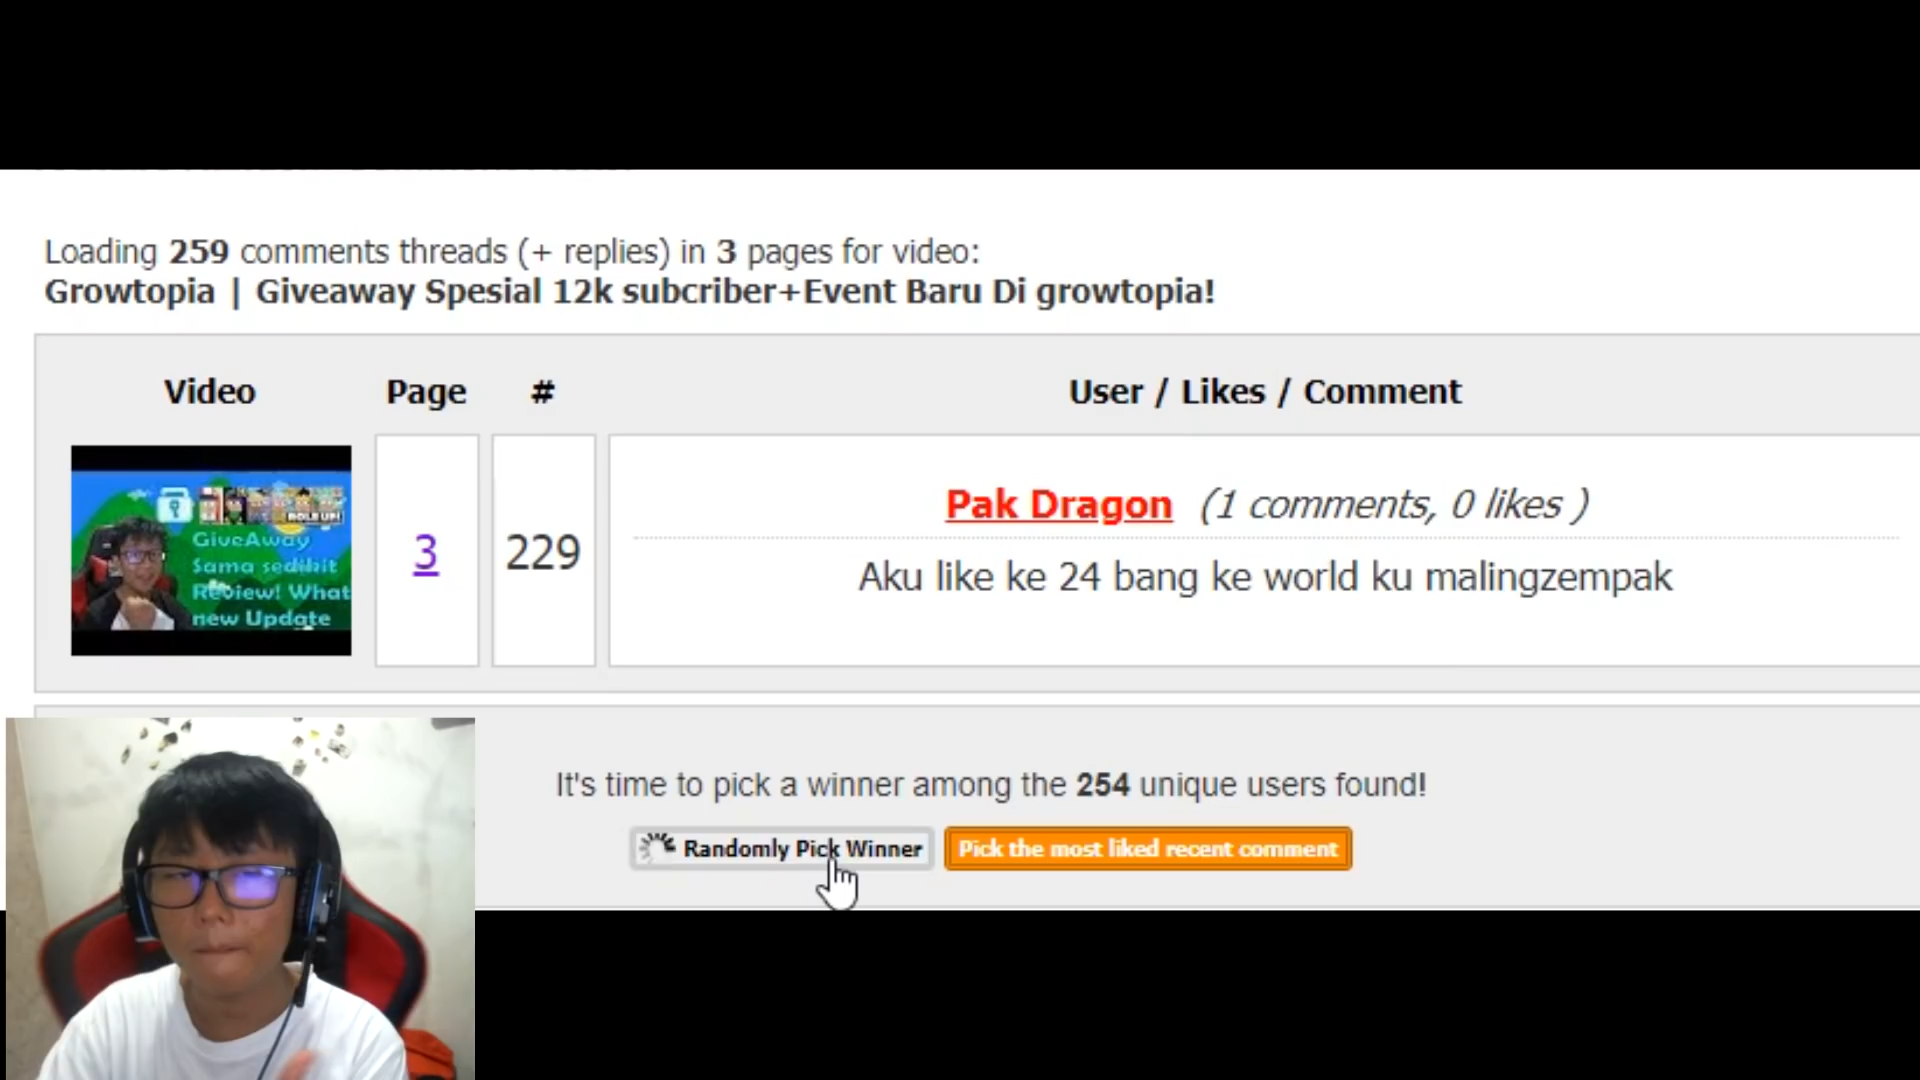 Loading 259 comments threads (+ replies) in 3 pages for video:
Growtopia | Giveaway Spesial 12k subcriber+Event Baru Di growtopia!
Video Page # User / Likes / Comment
GiveAway
Sama sedikit
Review! What
new Update
3
229
Pak Dragon (1 comments, 0 likes )
Aku like ke 24 bang ke world ku malingzempak
It's time to pick a winner among the 254 unique users found!
Randomly Pick Winner
Pick the most liked recent comment